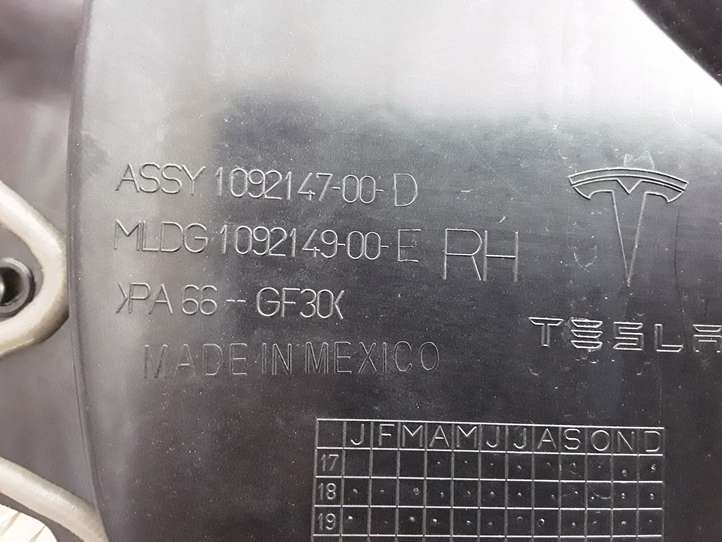 ASSY 1092147-00-D
MLDG 1092149-00-E RH
>PA 66 -- GF30<
MADE IN MEXICO
TESLA
J F M A M J J A S O N D
17
18
19